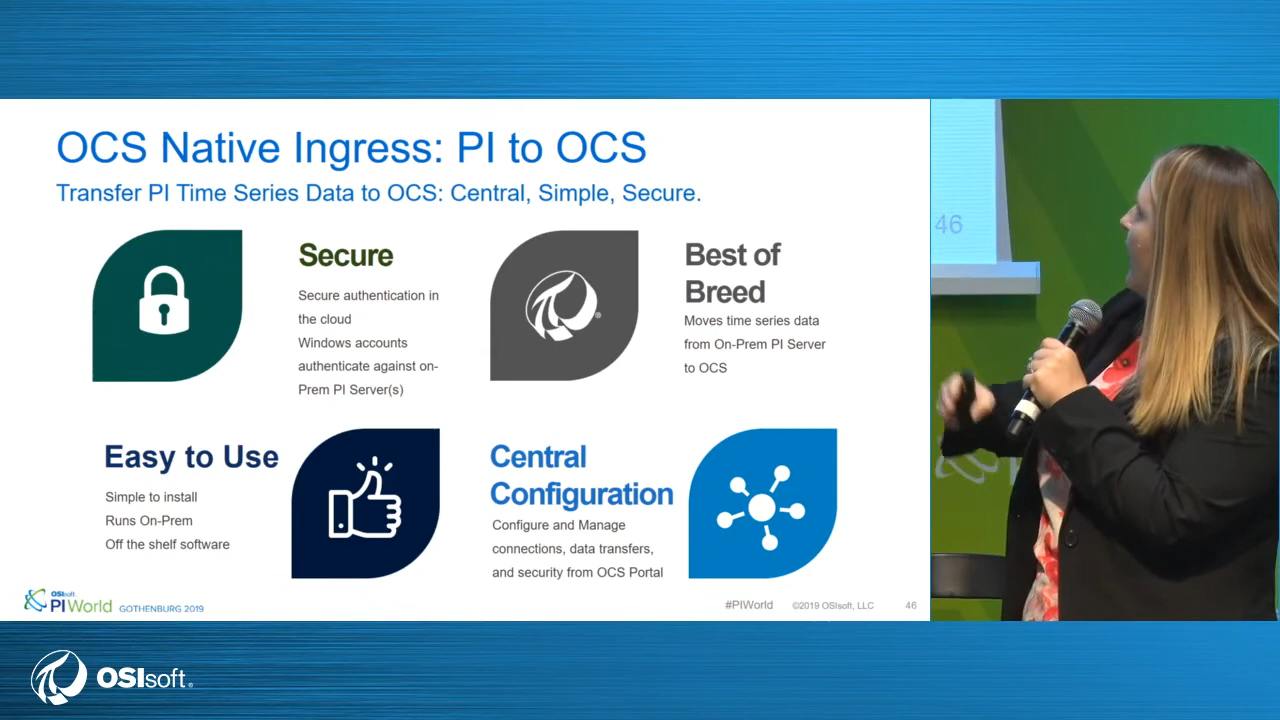 OCS Native Ingress: PI to OCS
Transfer PI Time Series Data to OCS: Central, Simple, Secure.
Secure
Secure authentication in
the cloud
Windows accounts
authenticate against on-
Prem PI Server(s)
Best of
Breed
Moves time series data
from On-Prem PI Server
to OCS
Easy to Use
Simple to install
Runs On-Prem
Off the shelf software
Central
Configuration
Configure and Manage
connections, data transfers,
and security from OCS Portal
OSIsoft.
PI World GOTHENBURG 2019
#PIWorld ©2019 OSIsoft, LLC 46
46
OSIsoft.